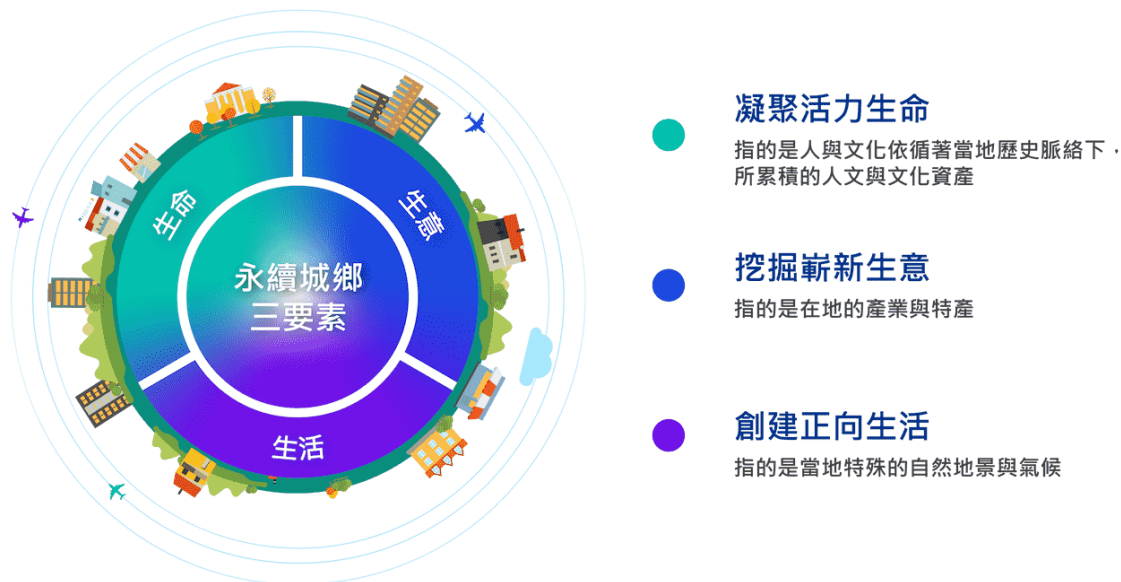 生命
生意
永續城鄉
三要素
生活
凝聚活力生命
指的是人與文化依循著當地歷史脈絡下，
所累積的人文與文化資產
挖掘嶄新生意
指的是在地的產業與特產
創建正向生活
指的是當地特殊的自然地景與氣候